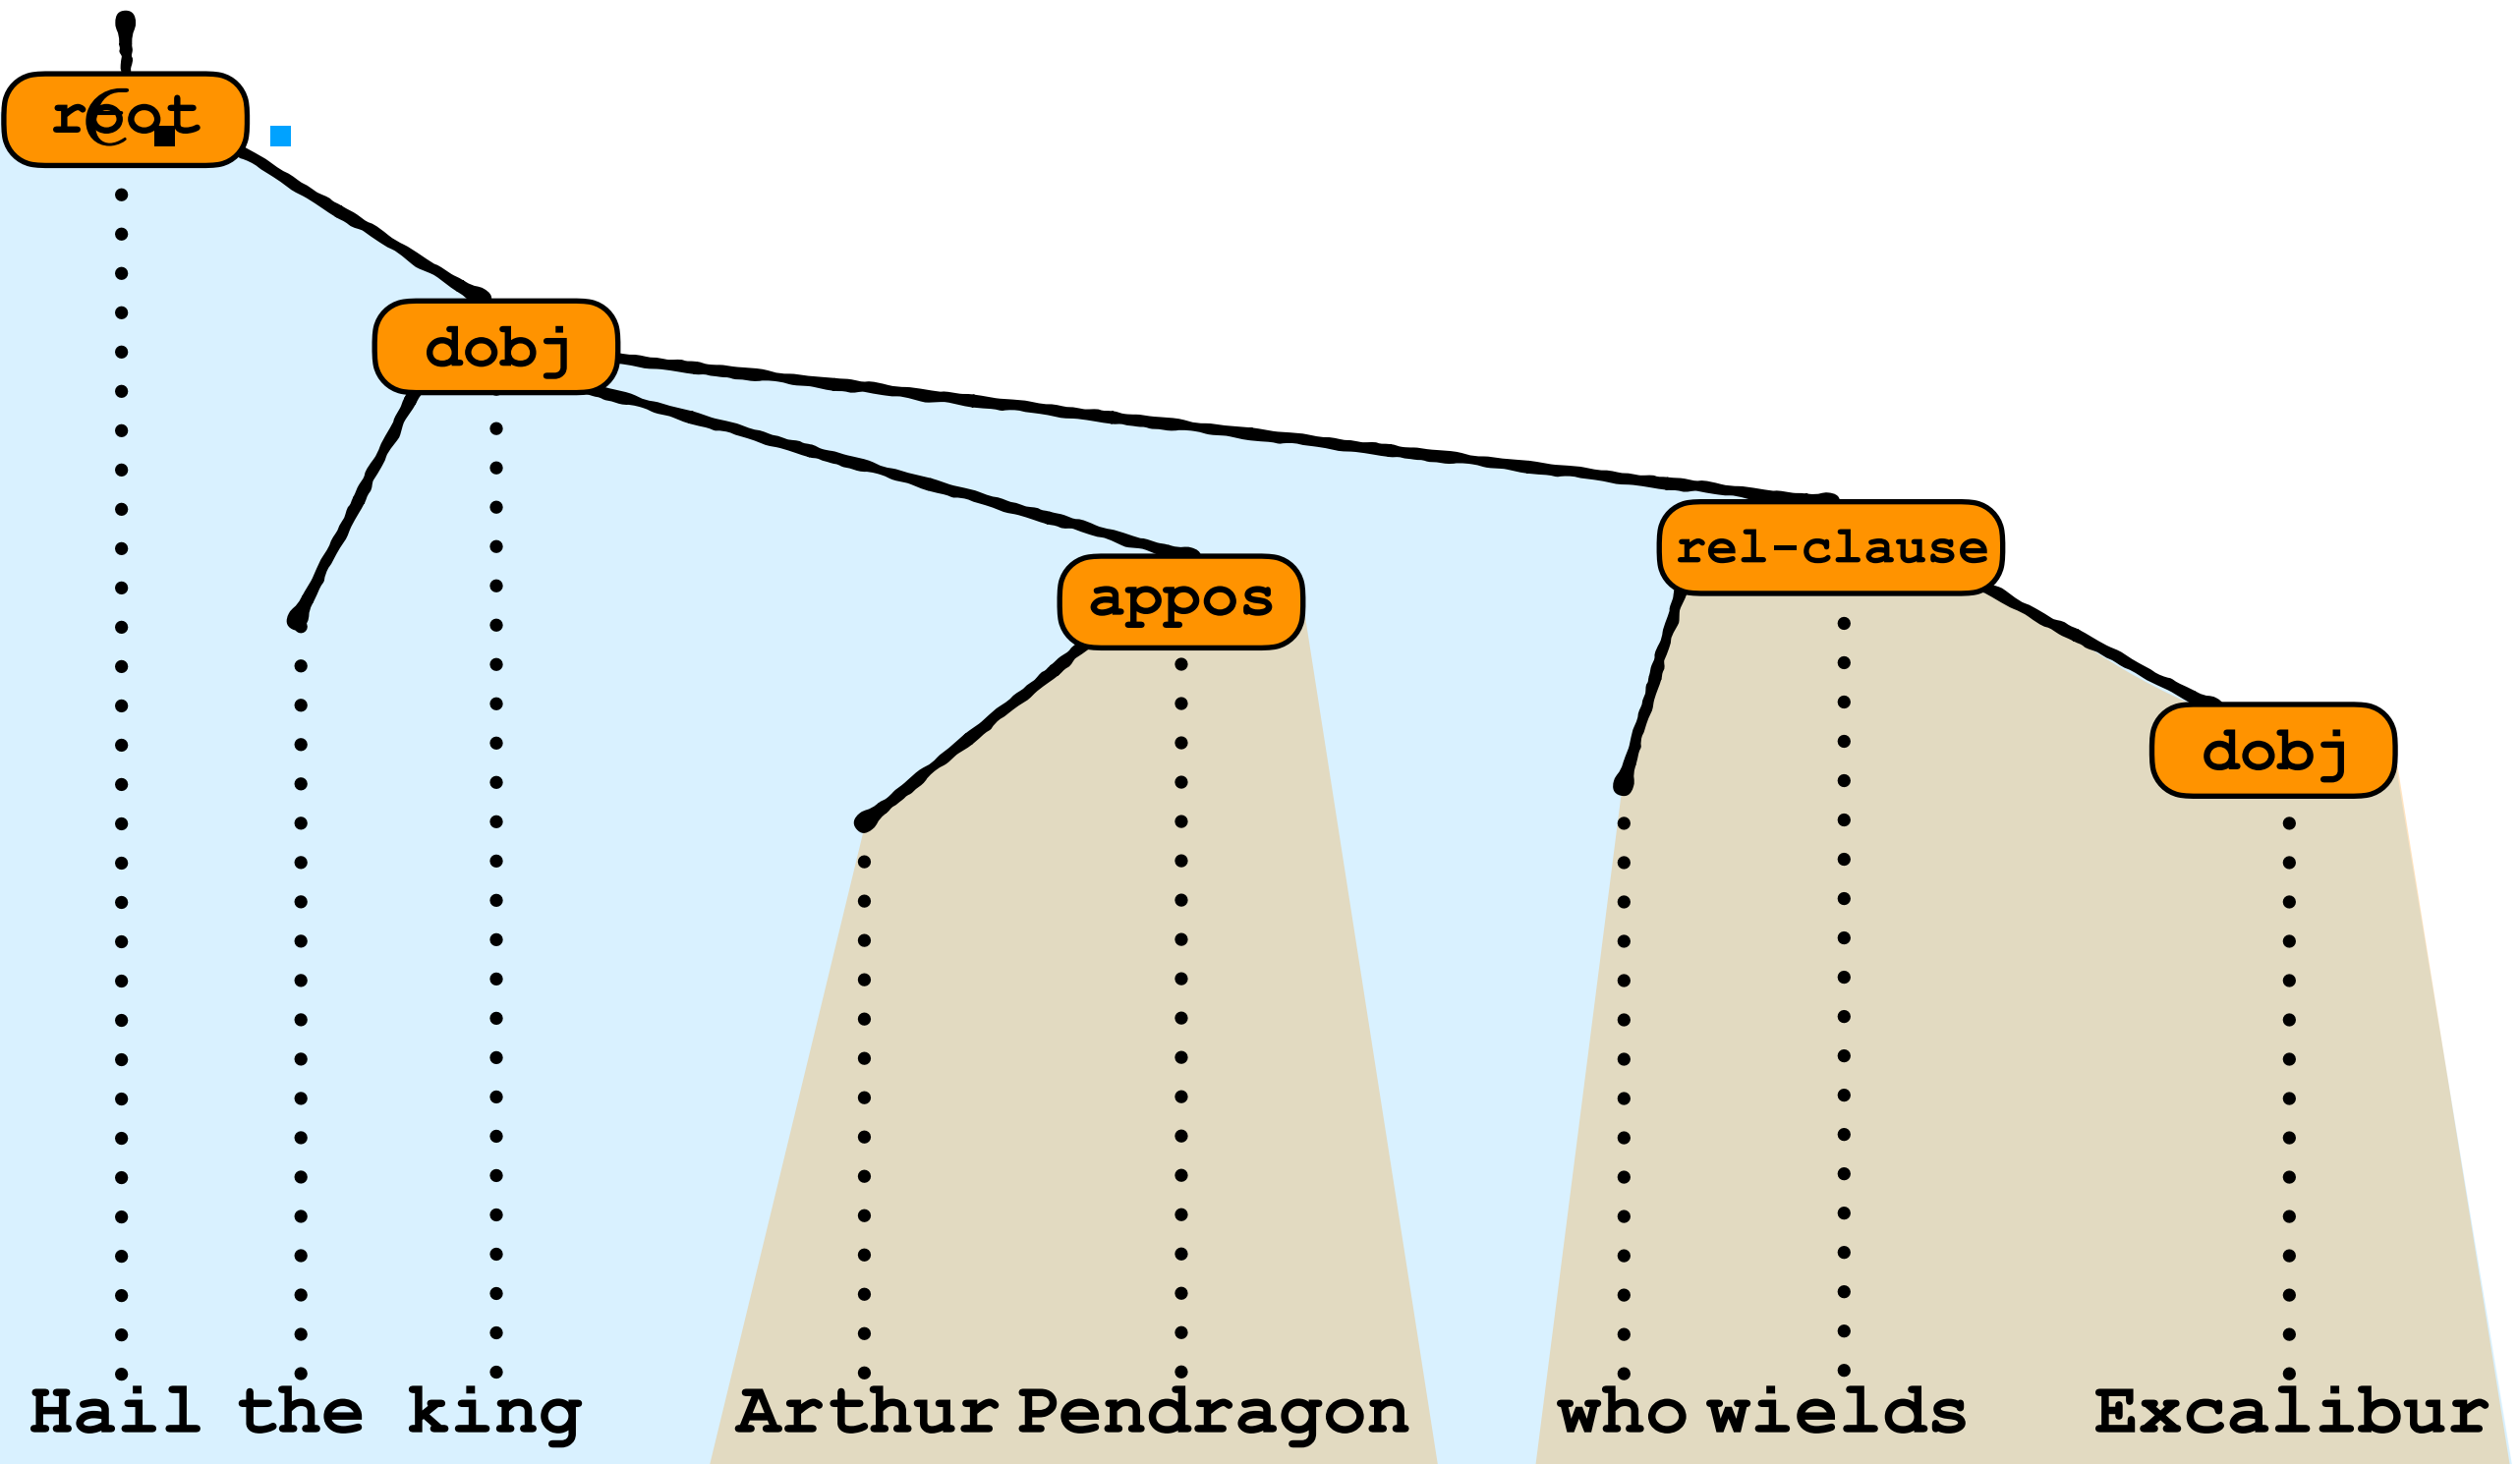 root
dobj
rel-clause
appos
dobj
Hail the king Arthur Pendragon who wields Excalibur